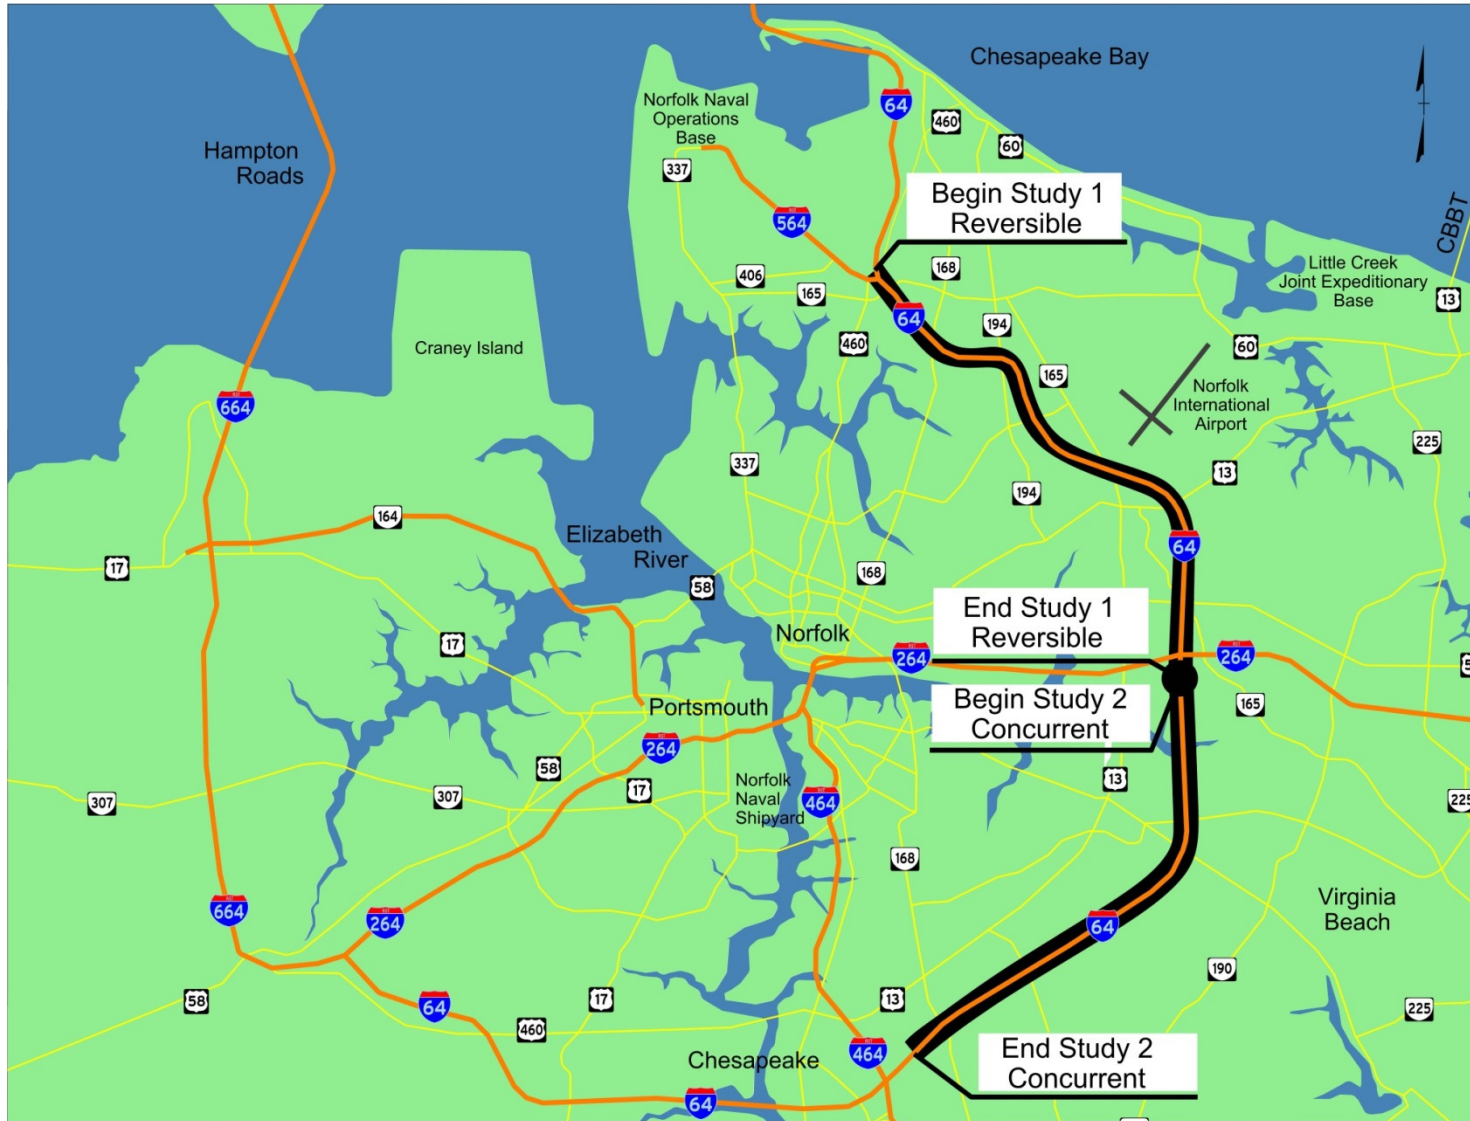 Chesapeake Bay
64
460
60
Norfolk Naval
Operations
Base
337
Hampton
Roads
Begin Study 1
Reversible
CBBT
564
406
168
Little Creek
Joint Expeditionary
Base
165
13
64
194
460
Craney Island
60
165
Norfolk
International
Airport
664
225
337
13
194
164
Elizabeth
River
64
17
168
58
End Study 1
Reversible
Norfolk
17
264
264
Portsmouth
Begin Study 2
Concurrent
165
264
58
13
Norfolk
Naval
Shipyard
17
307
307
464
225
168
Virginia
Beach
664
264
64
190
58
64
17
13
225
460
Chesapeake
464
End Study 2
Concurrent
64